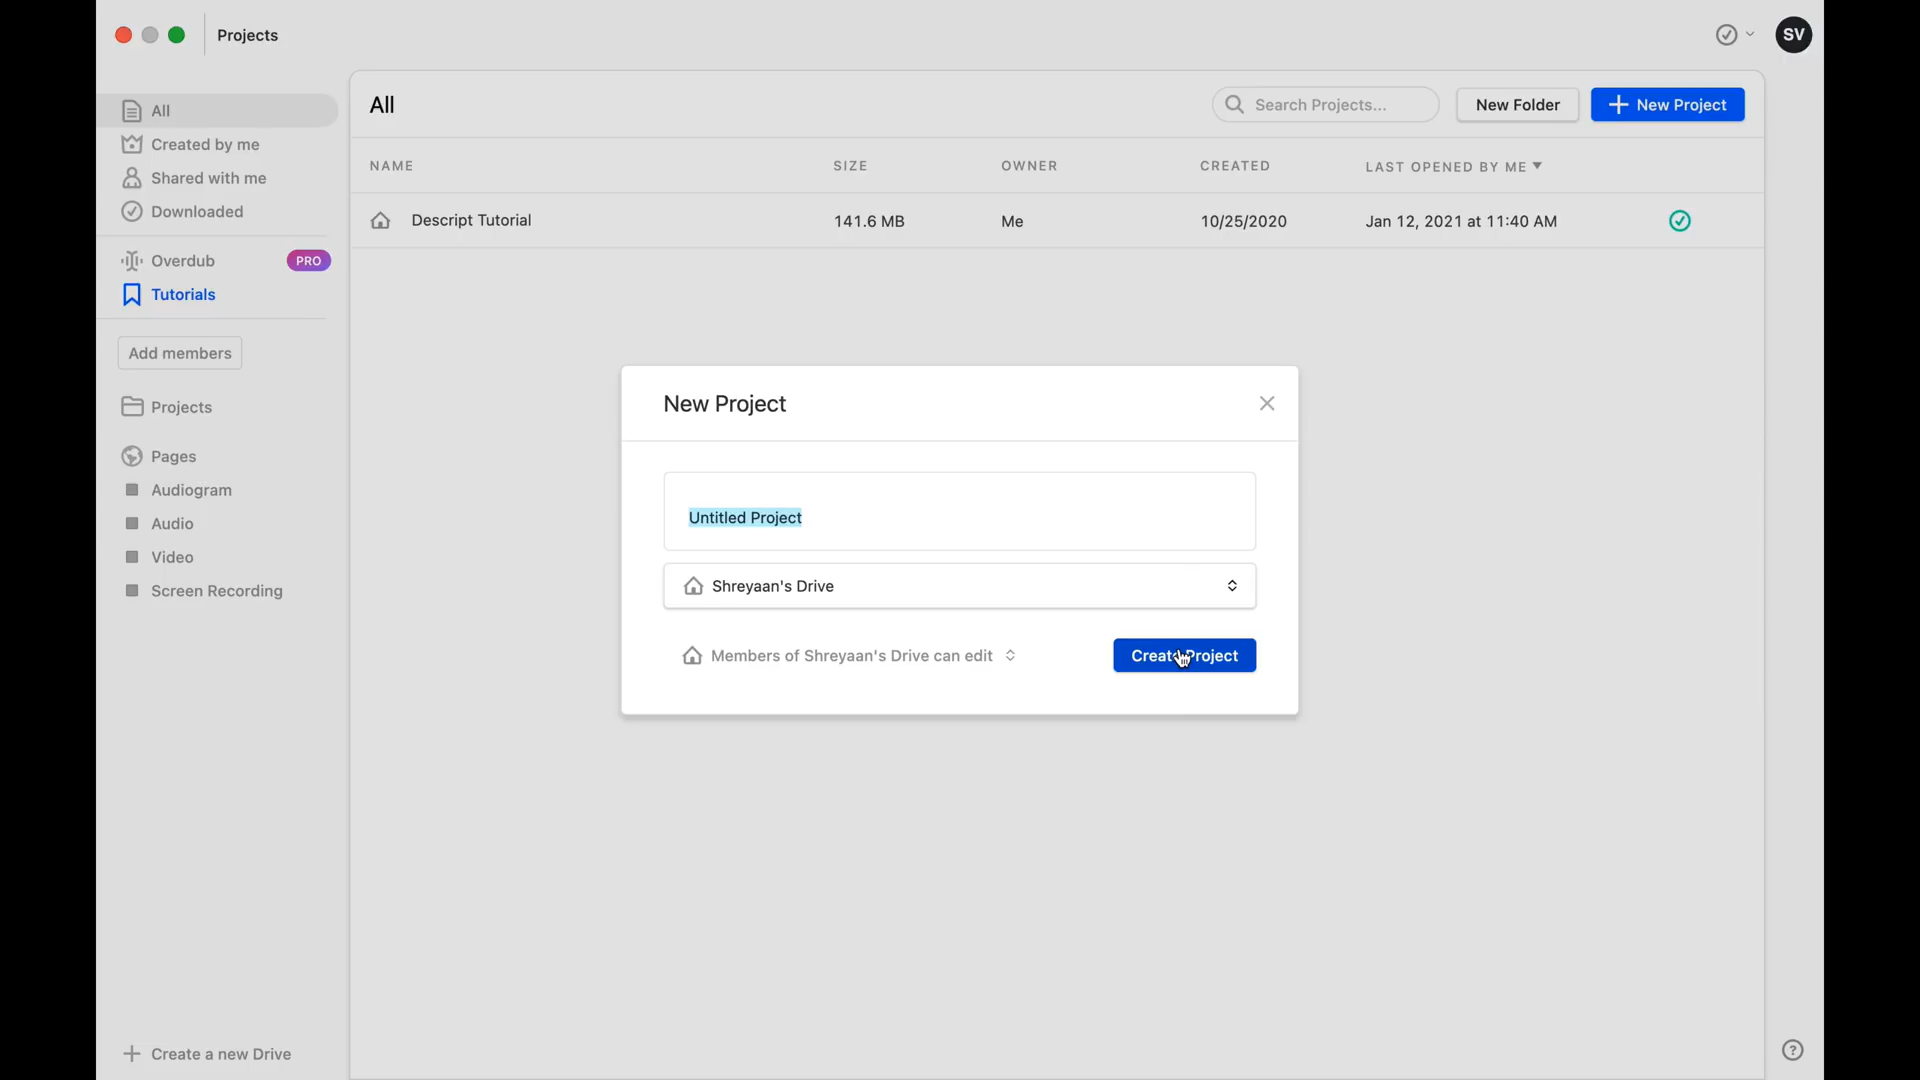 Projects
SV
All
Created by me
Shared with me
Downloaded
Overdub PRO
Tutorials
Add members
Projects
Pages
Audiogram
Audio
Video
Screen Recording
Create a new Drive
All
Search Projects...
New Folder
New Project
NAME SIZE OWNER CREATED LAST OPENED BY ME
Descript Tutorial 141.6 MB Me 10/25/2020 Jan 12, 2021 at 11:40 AM
New Project
Untitled Project
Shreyaan's Drive
Members of Shreyaan's Drive can edit
Create Project
?